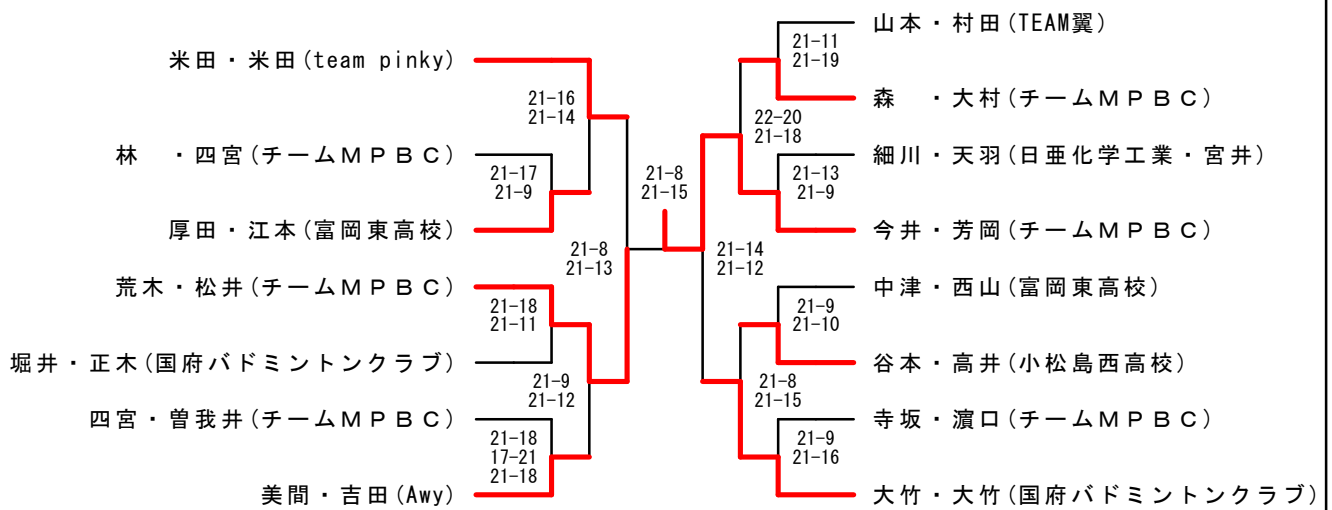 米田・米田(team pinky)
21-16
21-14
林　・四宮(チームＭＰＢＣ)
21-17
21-9
厚田・江本(富岡東高校)
21-8
21-13
荒木・松井(チームＭＰＢＣ)
21-18
21-11
堀井・正木(国府バドミントンクラブ)
21-9
21-12
四宮・曽我井(チームＭＰＢＣ)
21-18
17-21
21-18
美間・吉田(Awy)
21-8
21-15
山本・村田(TEAM翼)
21-11
21-19
森　・大村(チームＭＰＢＣ)
22-20
21-18
細川・天羽(日亜化学工業・宮井)
21-13
21-9
今井・芳岡(チームＭＰＢＣ)
21-14
21-12
中津・西山(富岡東高校)
21-9
21-10
谷本・高井(小松島西高校)
21-8
21-15
寺坂・濵口(チームＭＰＢＣ)
21-9
21-16
大竹・大竹(国府バドミントンクラブ)